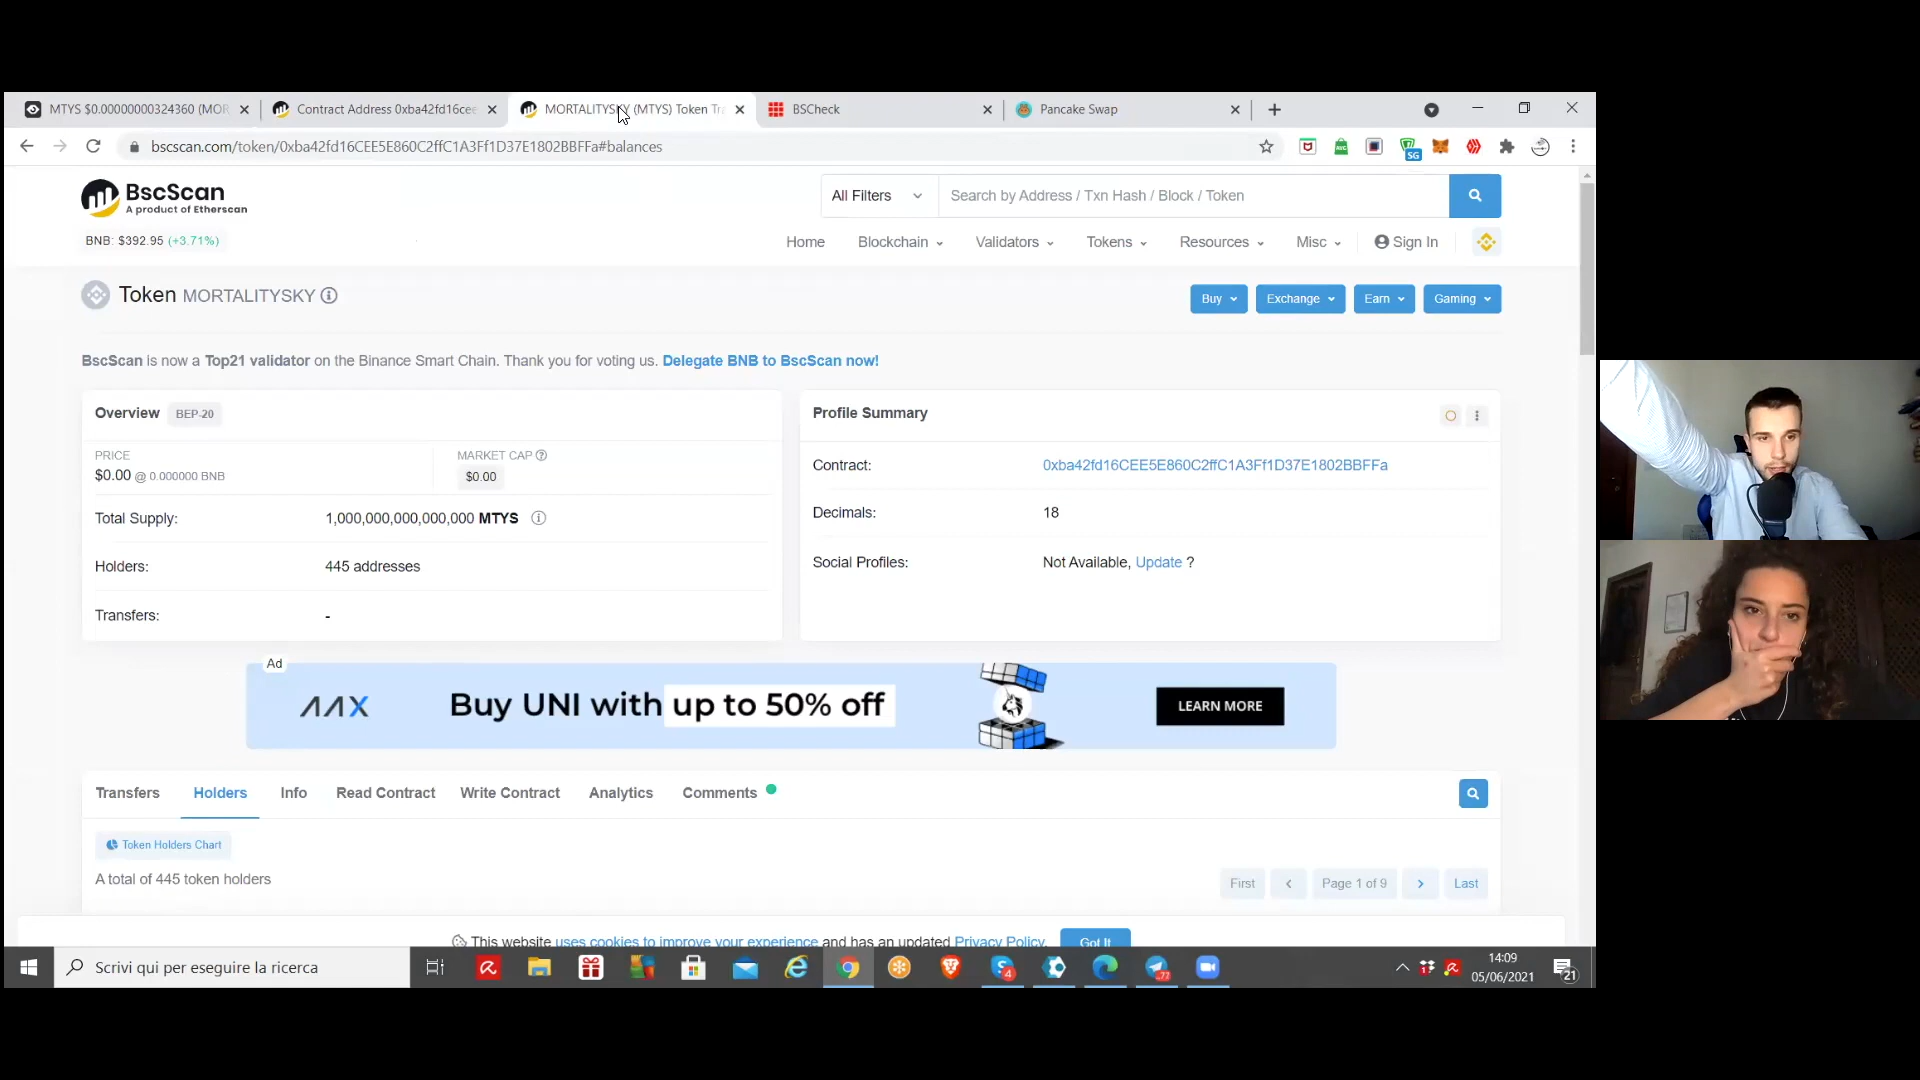 MTYS $0.00000000324360 (MOR
Contract Address 0xba42fd16cee
MORTALITYSKY (MTYS) Token Tra
BSCheck
Pancake Swap
bscscan.com/token/0xba42fd16CEE5E860C2ffC1A3Ff1D37E1802BBFFa#balances
SG
BscScan
A product of Etherscan
All Filters
Search by Address / Txn Hash / Block / Token
BNB: $392.95 (+3.71%)
Home
Blockchain
Validators
Tokens
Resources
Misc
Sign In
Token MORTALITYSKY
Buy
Exchange
Earn
Gaming
BscScan is now a Top21 validator on the Binance Smart Chain. Thank you for voting us. Delegate BNB to BscScan now!
Overview BEP-20
PRICE
$0.00 @ 0.000000 BNB
MARKET CAP
$0.00
Total Supply: 1,000,000,000,000,000 MTYS
Holders: 445 addresses
Transfers: -
Profile Summary
Contract: 0xba42fd16CEE5E860C2ffC1A3Ff1D37E1802BBFFa
Decimals: 18
Social Profiles: Not Available, Update ?
Ad
AAX
Buy UNI with up to 50% off
LEARN MORE
Transfers
Holders
Info
Read Contract
Write Contract
Analytics
Comments
Token Holders Chart
A total of 445 token holders
First
Page 1 of 9
Last
This website uses cookies to improve your experience and has an updated Privacy Policy.
Got It
Scrivi qui per eseguire la ricerca
4
77
14:09
05/06/2021
21